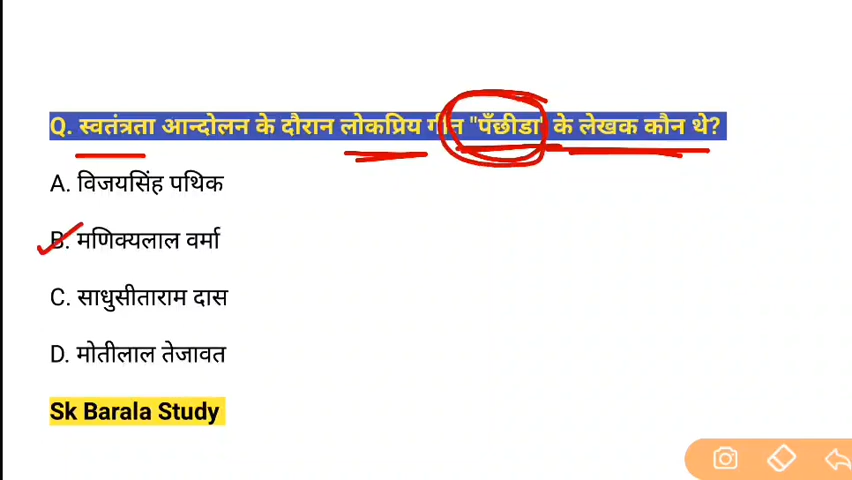 Q. स्वतंत्रता आन्दोलन के दौरान लोकप्रिय गीत "पँछीडा" के लेखक कौन थे?
A. विजयसिंह पथिक
B. मणिक्यलाल वर्मा
C. साधुसीताराम दास
D. मोतीलाल तेजावत
Sk Barala Study